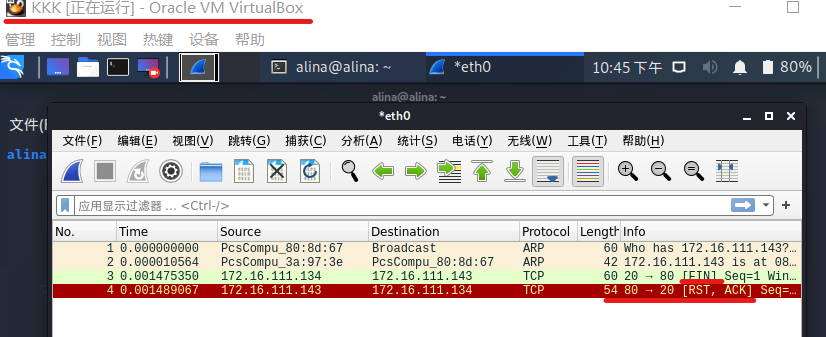 KKK [正在运行] - Oracle VM VirtualBox
管理 控制 视图 热键 设备 帮助
alina@alina: ~ *eth0 10:45 下午 80%
alina@alina: ~
*eth0
文件(F) 编辑(E) 视图(V) 跳转(G) 捕获(C) 分析(A) 统计(S) 电话(Y) 无线(W) 工具(T) 帮助(H)
文件(F
alina
应用显示过滤器 … <Ctrl-/>
No. Time Source Destination Protocol Length Info
1 0.000000000 PcsCompu_80:8d:67 Broadcast ARP 60 Who has 172.16.111.143?…
2 0.000010564 PcsCompu_3a:97:3e PcsCompu_80:8d:67 ARP 42 172.16.111.143 is at 08…
3 0.001475350 172.16.111.134 172.16.111.143 TCP 60 20 → 80 [FIN] Seq=1 Win…
4 0.001489067 172.16.111.143 172.16.111.134 TCP 54 80 → 20 [RST, ACK] Seq=…